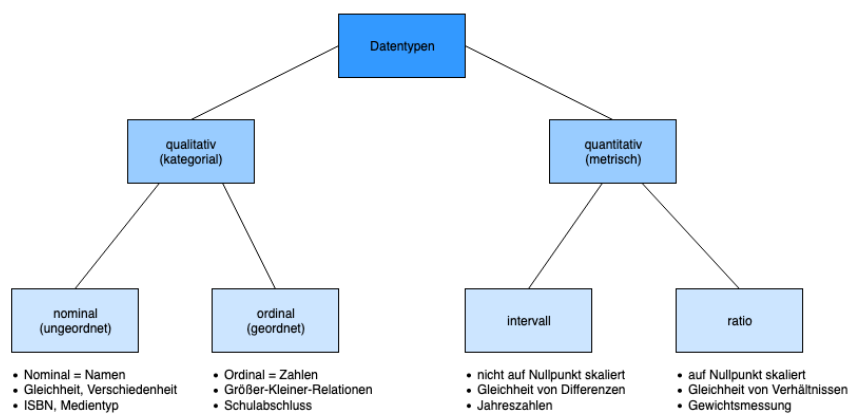 Datentypen
qualitativ
(kategorial)
quantitativ
(metrisch)
nominal
(ungeordnet)
ordinal
(geordnet)
intervall
ratio
• Nominal = Namen
• Gleichheit, Verschiedenheit
• ISBN, Medientyp
• Ordinal = Zahlen
• Größer-Kleiner-Relationen
• Schulabschluss
• nicht auf Nullpunkt skaliert
• Gleichheit von Differenzen
• Jahreszahlen
• auf Nullpunkt skaliert
• Gleichheit von Verhältnissen
• Gewichtsmessung